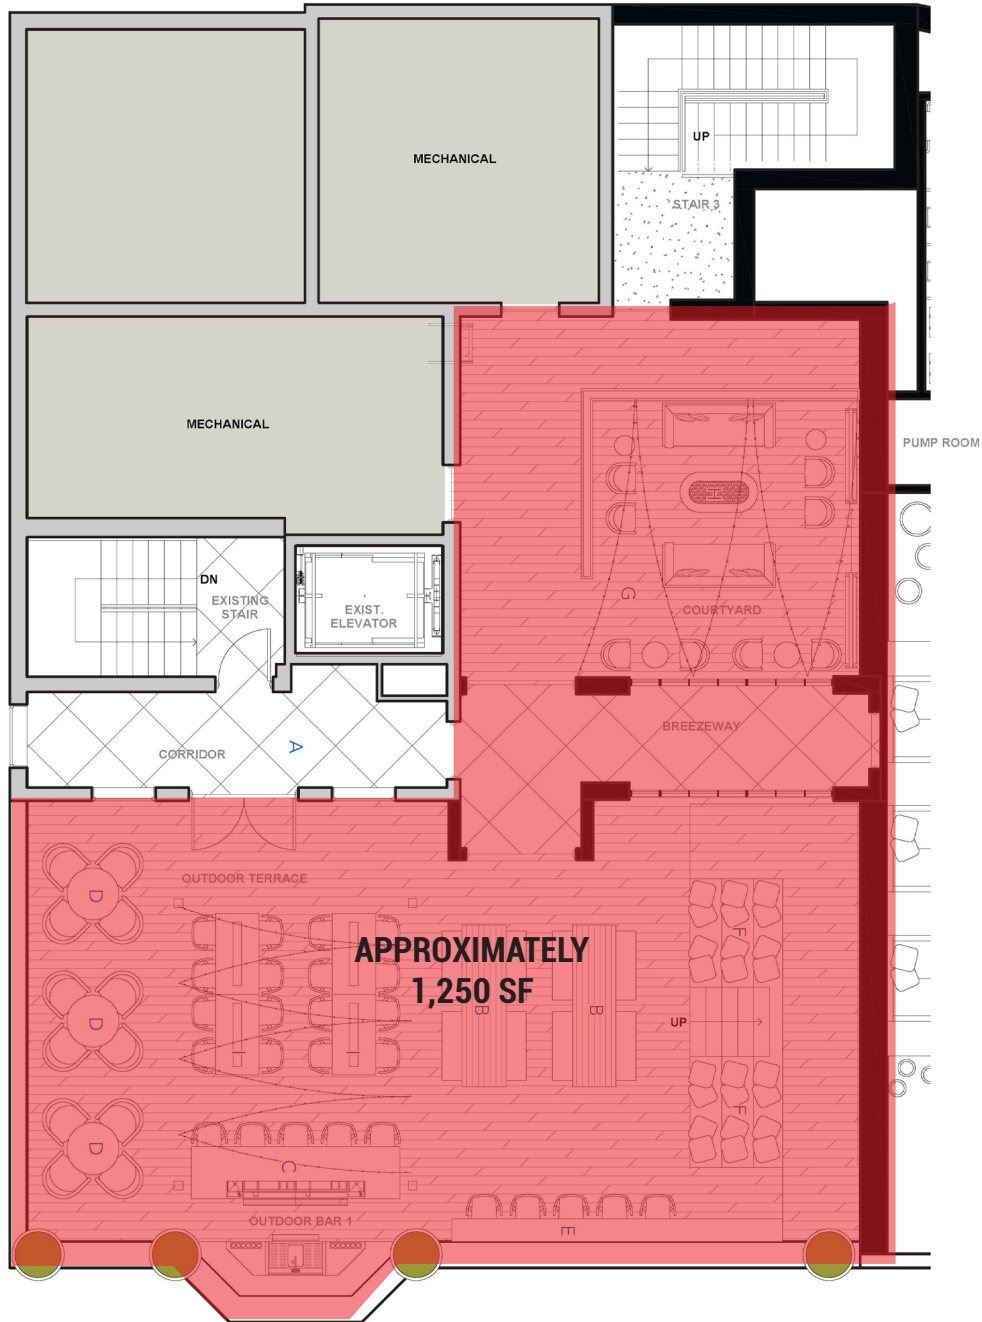 MECHANICAL
UP
STAIR 3
MECHANICAL
PUMP ROOM
H
DN
EXISTING
STAIR
EXIST.
ELEVATOR
G
COURTYARD
BREEZEWAY
CORRIDOR
A
OUTDOOR TERRACE
D
F
APPROXIMATELY
1,250 SF
B
B
D
UP
I
I
F
D
C
OUTDOOR BAR 1
E